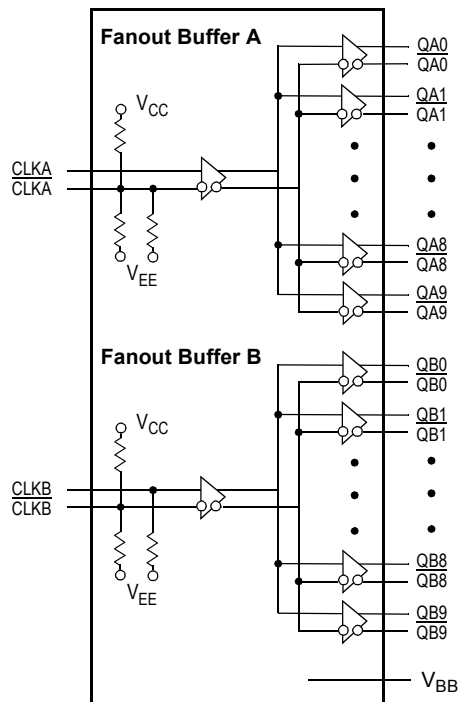 Fanout Buffer A
QA0
QA0
VCC
QA1
QA1
CLKA
CLKA
VEE
QA8
QA8
QA9
QA9
Fanout Buffer B
QB0
QB0
VCC
QB1
QB1
CLKB
CLKB
VEE
QB8
QB8
QB9
QB9
VBB